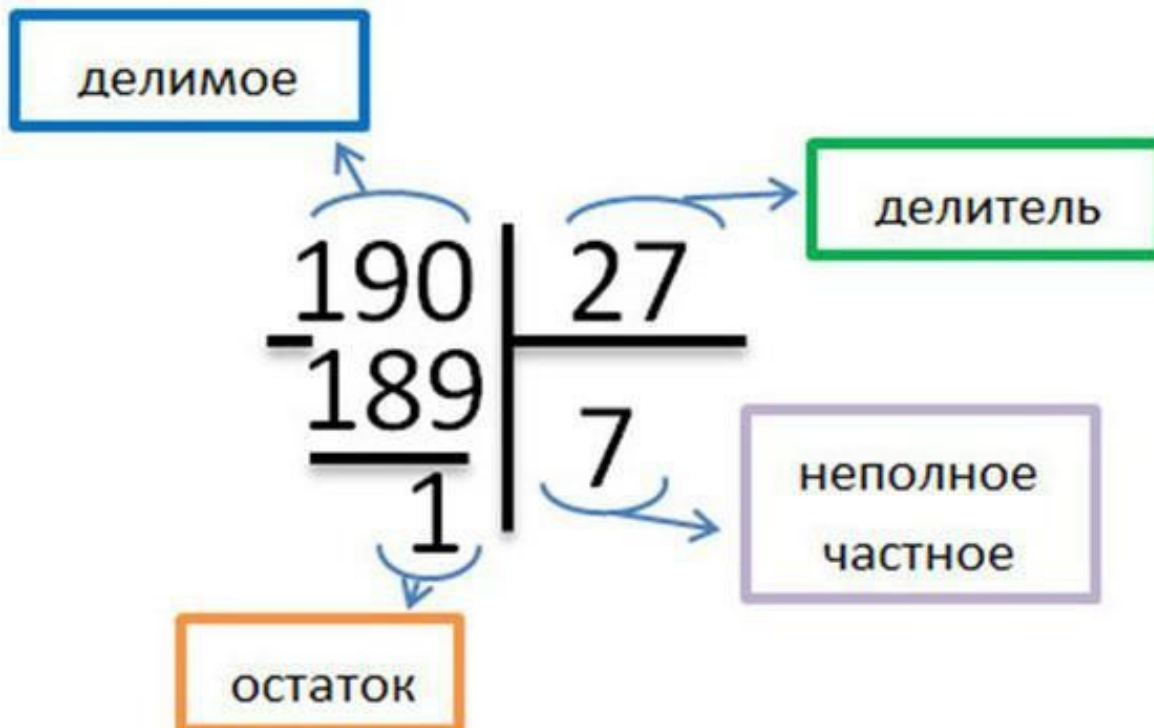 делимое
делитель
190 27
- 189
7
1
неполное
частное
остаток